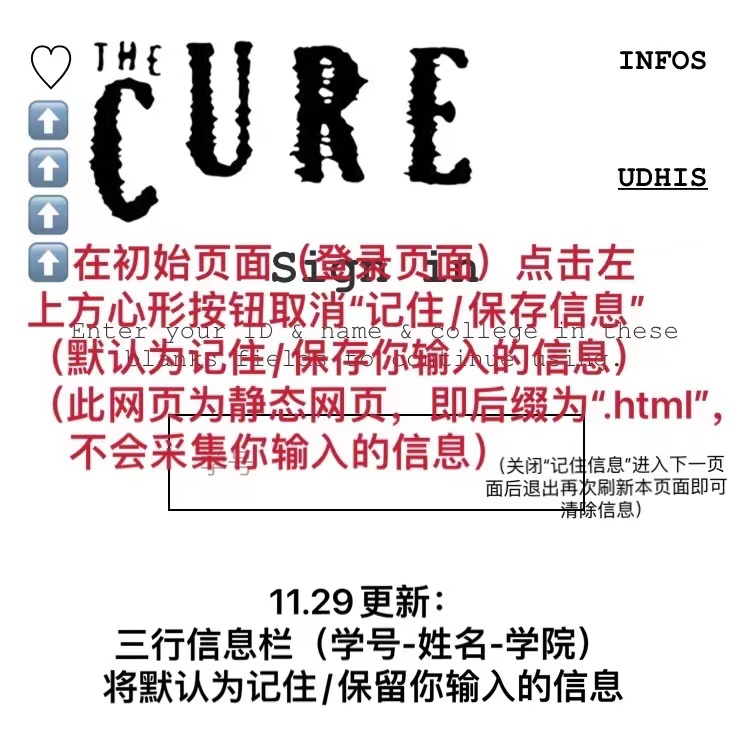 THE
CURE
INFOS
UDHIS
Sign in
在初始页面（登录页面）点击左
上方心形按钮取消“记住/保存信息”
Enter your ID & name & college in these
（默认为记住/保存你输入的信息）
blanks fields to continue using.
（此网页为静态网页，即后缀为“.html”，
不会采集你输入的信息）
学号
（关闭“记住信息”进入下一页
面后退出再次刷新本页面即可
清除信息）
11.29更新：
三行信息栏（学号-姓名-学院）
将默认为记住/保留你输入的信息